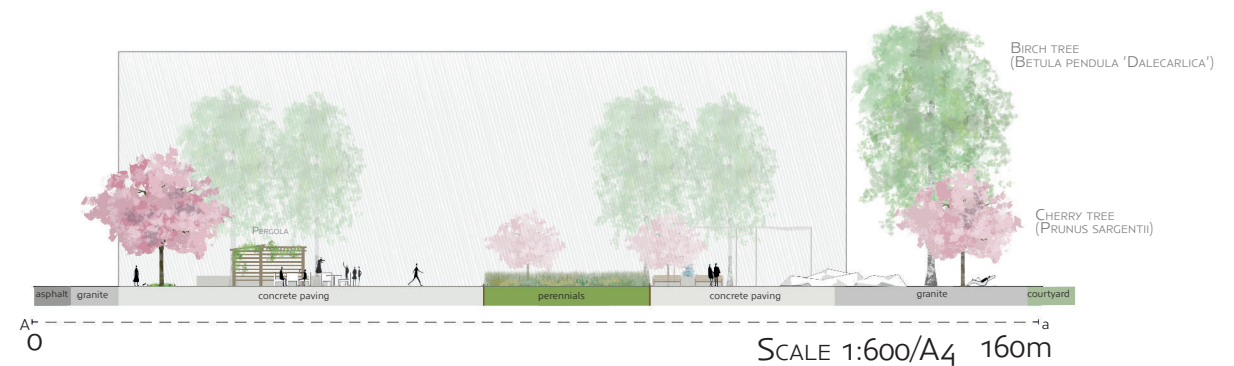 BIRCH TREE
(BETULA PENDULA 'DALECARLICA')
CHERRY TREE
(PRUNUS SARGENTII)
PERGOLA
asphalt granite concrete paving perennials concrete paving granite courtyard
A a
0
SCALE 1:600/A4 160m